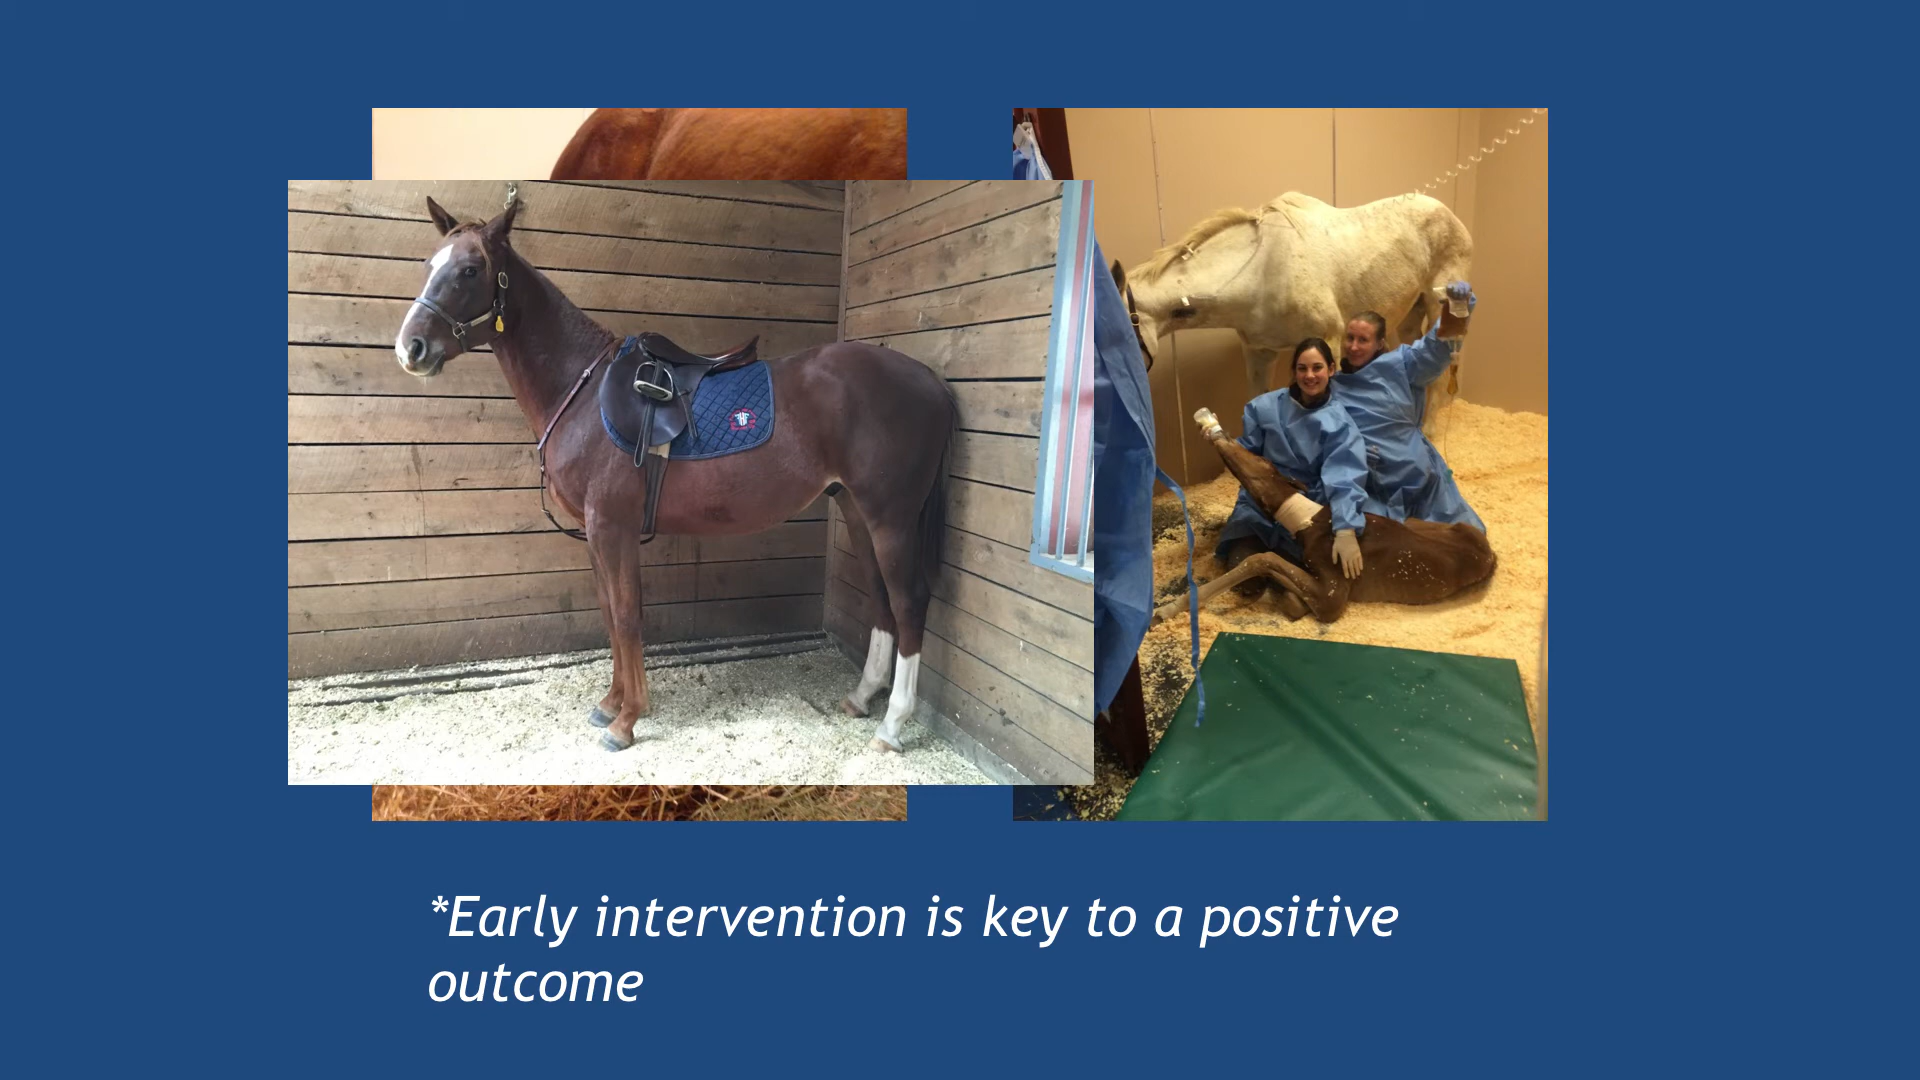 *Early intervention is key to a positive
outcome